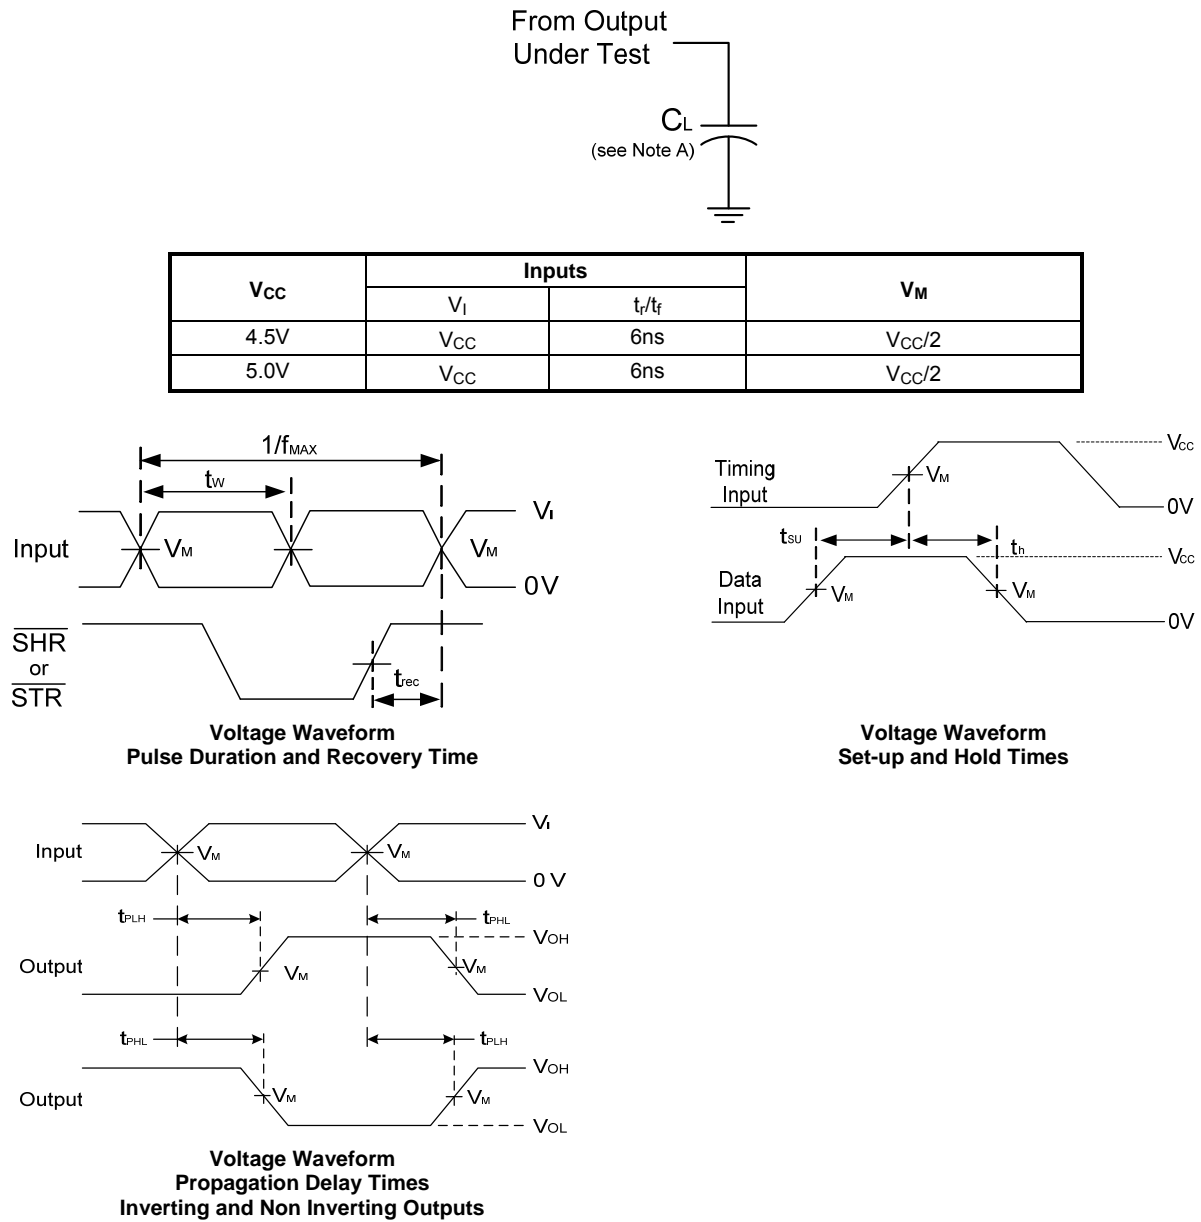 From Output
Under Test
CL
(see Note A)
VCC
Inputs
VM
VI
tr/tf
4.5V
VCC
6ns
VCC/2
5.0V
VCC
6ns
VCC/2
1/fMAX
tW
Input
VM
VM
VI
0V
SHR
or
STR
trec
Voltage Waveform
Pulse Duration and Recovery Time
Timing
Input
VM
VCC
0V
tSU
th
VCC
Data
Input
VM
VM
0V
Voltage Waveform
Set-up and Hold Times
Input
VM
VM
VI
0V
tPLH
tPHL
VOH
Output
VM
VM
VOL
tPHL
tPLH
VOH
Output
VM
VM
VOL
Voltage Waveform
Propagation Delay Times
Inverting and Non Inverting Outputs